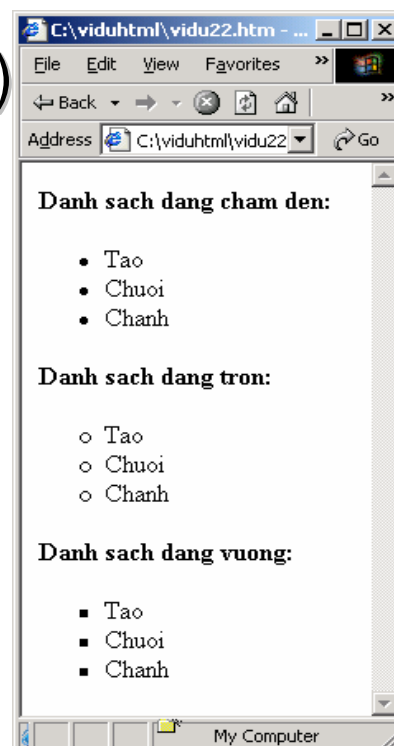 C:\viduhtml\vidu22.htm - ...
File Edit View Favorites »
Back »
Address C:\viduhtml\vidu22 Go
Danh sach dang cham den:
Tao
Chuoi
Chanh
Danh sach dang tron:
Tao
Chuoi
Chanh
Danh sach dang vuong:
Tao
Chuoi
Chanh
My Computer